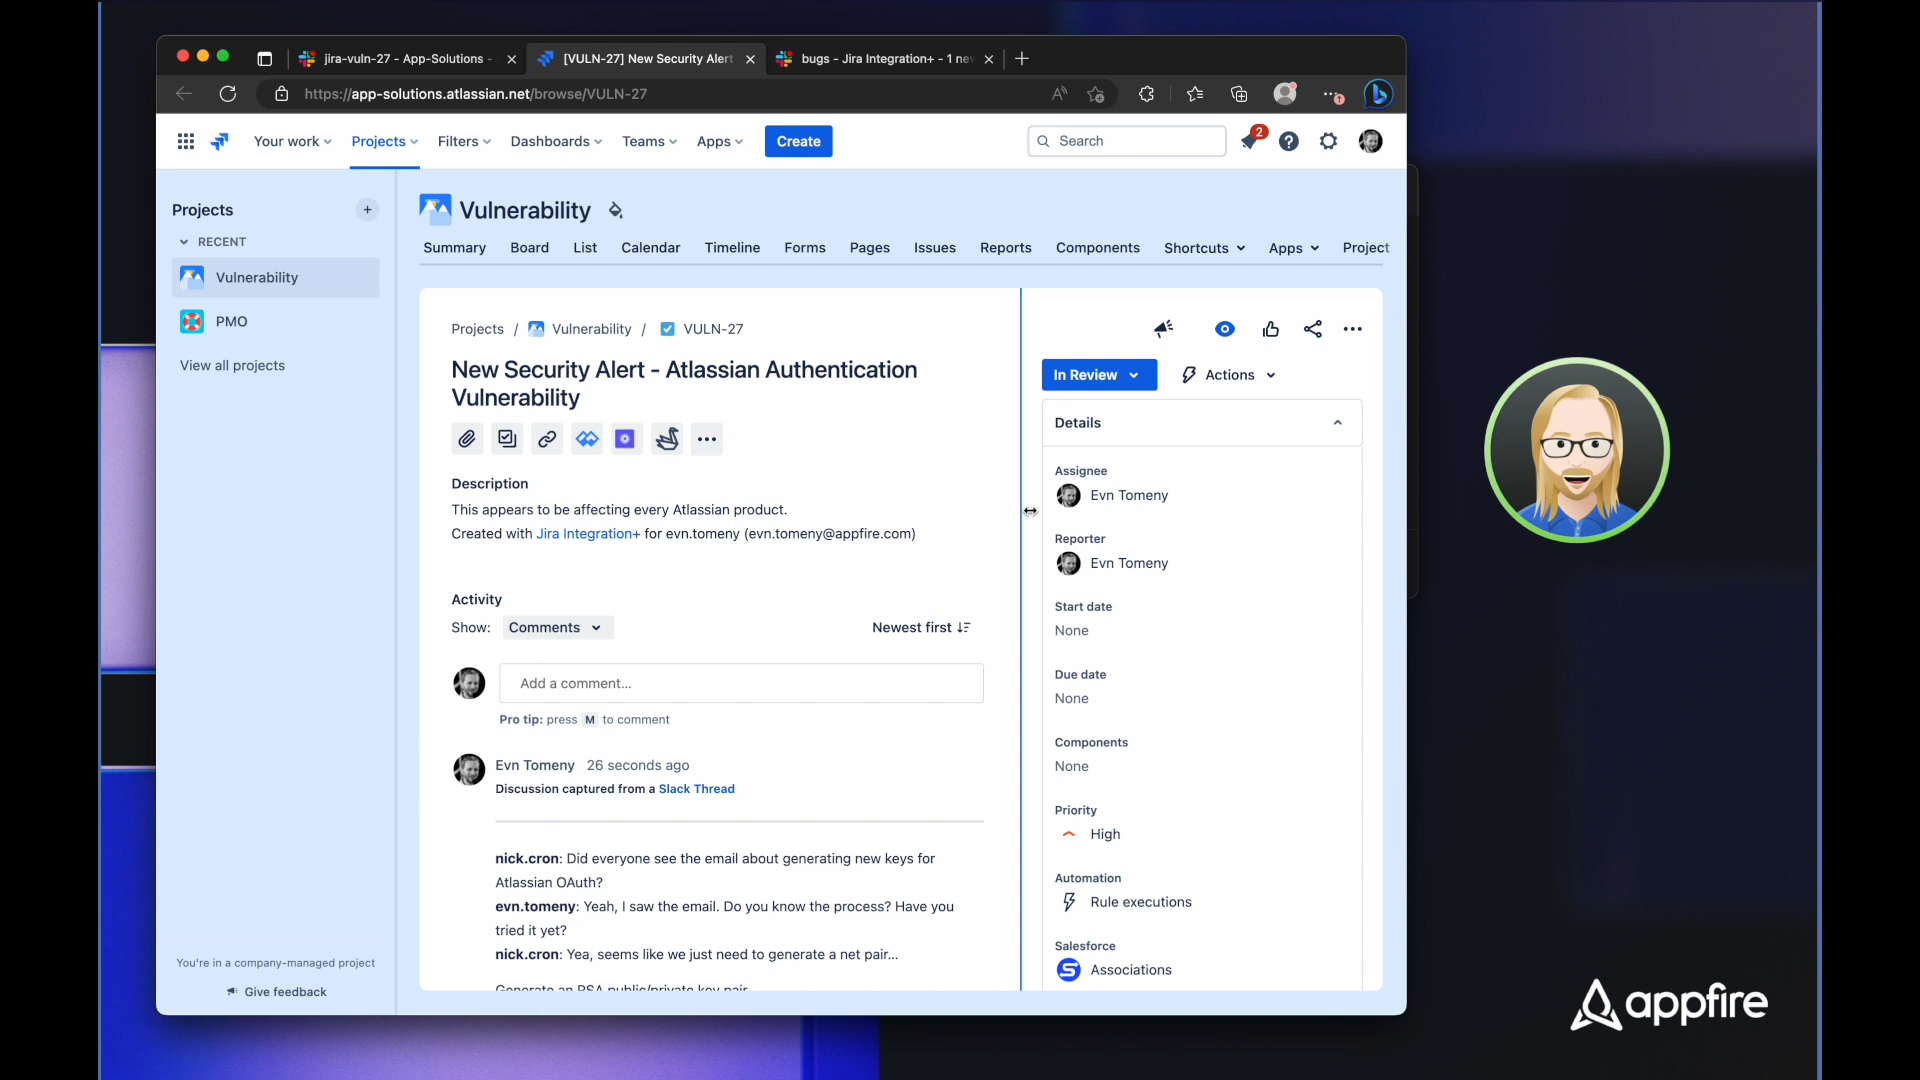 jira-vuln-27 - App-Solutions -
[VULN-27] New Security Alert
bugs - Jira Integration+ - 1 nev
https://app-solutions.atlassian.net/browse/VULN-27
Your work
Projects
Filters
Dashboards
Teams
Apps
Create
Search
2
Projects
RECENT
Vulnerability
PMO
View all projects
You're in a company-managed project
Give feedback
Vulnerability
Summary
Board
List
Calendar
Timeline
Forms
Pages
Issues
Reports
Components
Shortcuts
Apps
Project
Projects / Vulnerability / VULN-27
New Security Alert - Atlassian Authentication
Vulnerability
Description
This appears to be affecting every Atlassian product.
Created with Jira Integration+ for evn.tomeny (evn.tomeny@appfire.com)
Activity
Show: Comments
Newest first
Add a comment...
Pro tip: press M to comment
Evn Tomeny 26 seconds ago
Discussion captured from a Slack Thread
nick.cron: Did everyone see the email about generating new keys for
Atlassian OAuth?
evn.tomeny: Yeah, I saw the email. Do you know the process? Have you
tried it yet?
nick.cron: Yea, seems like we just need to generate a net pair...
Generate an RSA public/private key pair
In Review
Actions
Details
Assignee
Evn Tomeny
Reporter
Evn Tomeny
Start date
None
Due date
None
Components
None
Priority
High
Automation
Rule executions
Salesforce
Associations
appfire